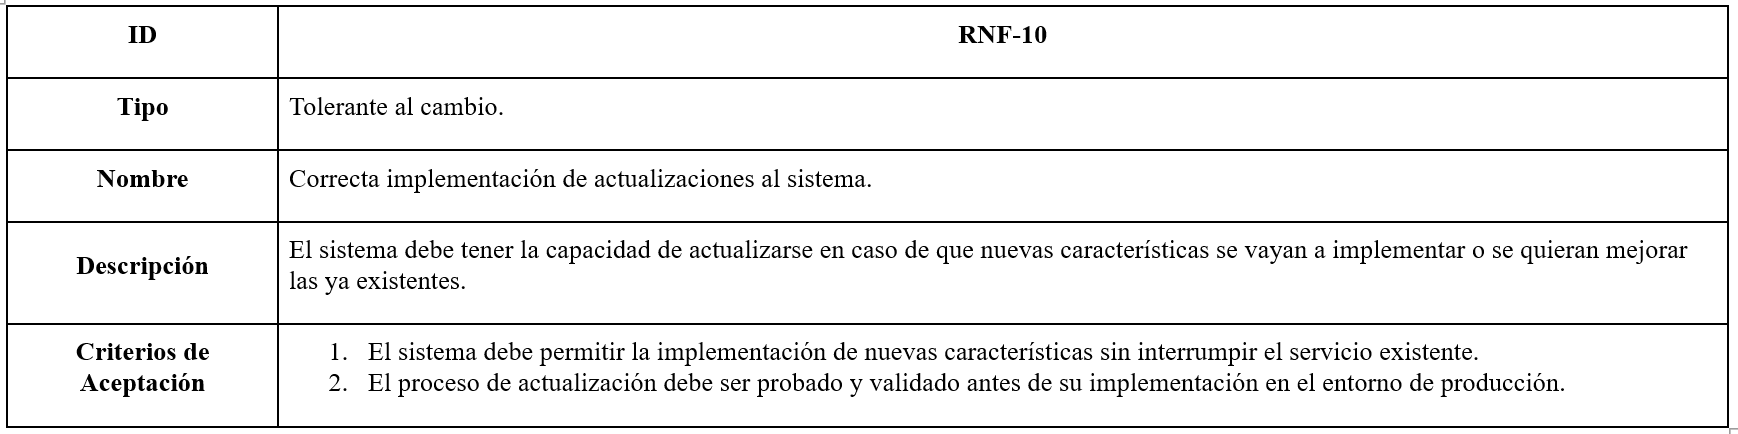 ID
RNF-10
Tipo
Tolerante al cambio.
Nombre
Correcta implementación de actualizaciones al sistema.
Descripción
El sistema debe tener la capacidad de actualizarse en caso de que nuevas características se vayan a implementar o se quieran mejorar
las ya existentes.
Criterios de
Aceptación
1. El sistema debe permitir la implementación de nuevas características sin interrumpir el servicio existente.
2. El proceso de actualización debe ser probado y validado antes de su implementación en el entorno de producción.